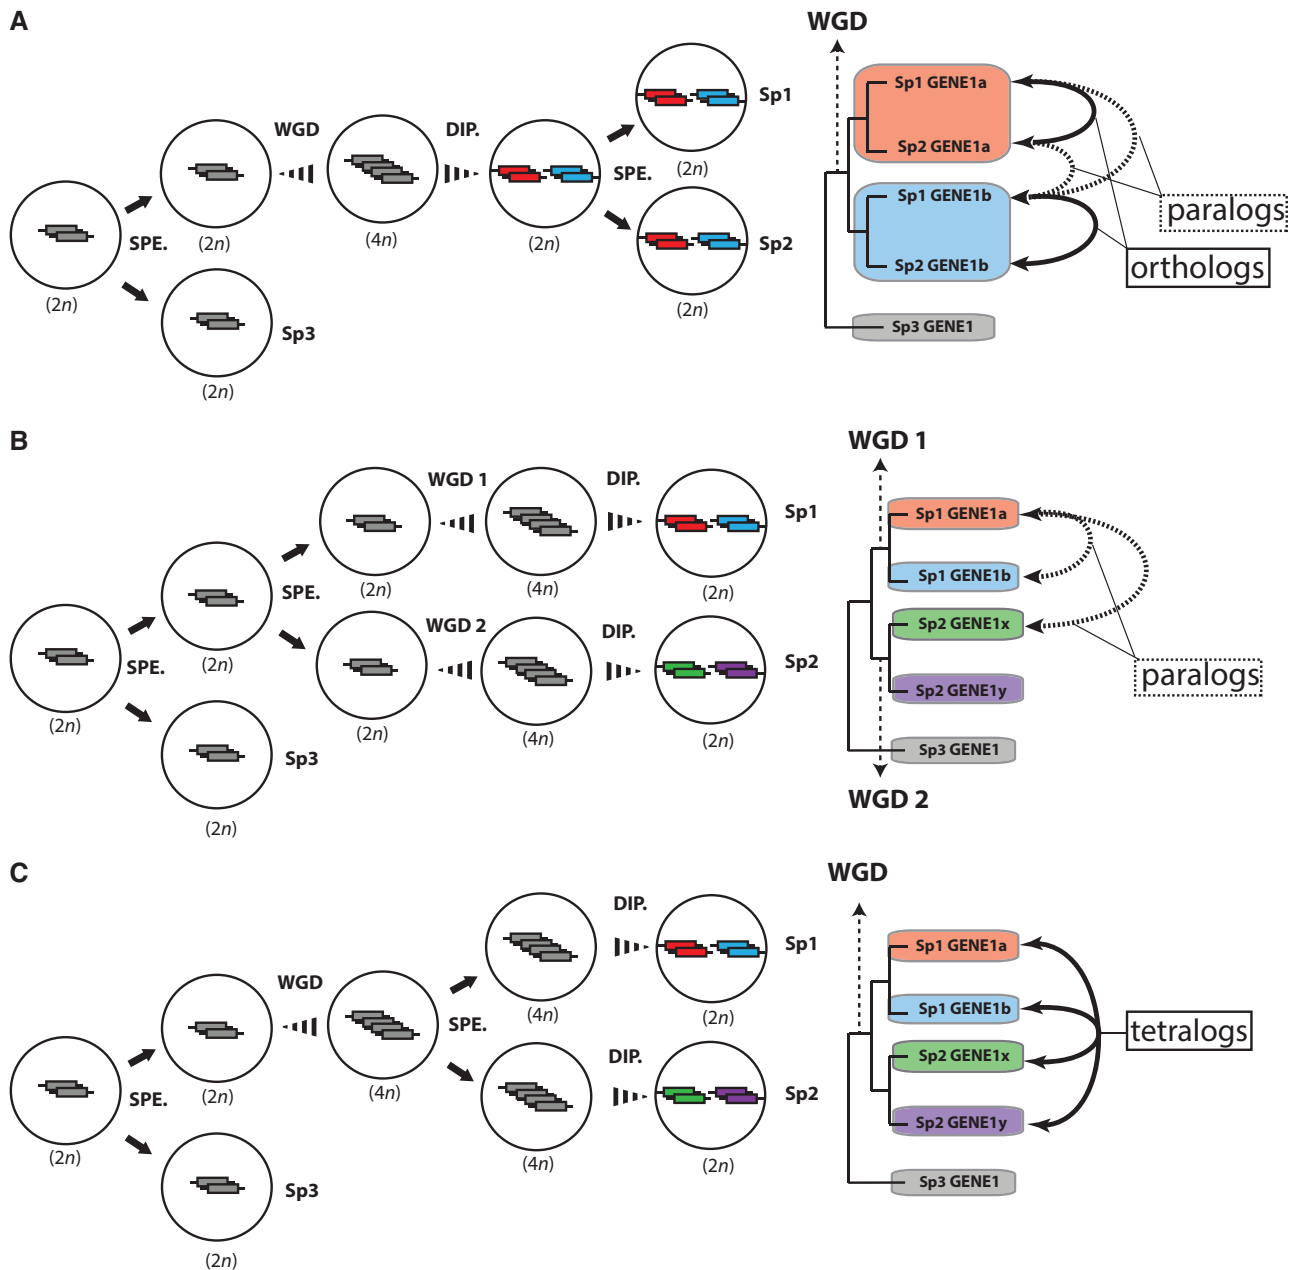 A
WGD
WGD
DIP.
SPE.
SPE.
Sp1
Sp2
Sp3
(2n)
(2n)
(4n)
(2n)
(2n)
(2n)
(2n)
Sp1 GENE1a
Sp2 GENE1a
Sp1 GENE1b
Sp2 GENE1b
Sp3 GENE1
paralogs
orthologs
B
WGD 1
WGD 1
DIP.
Sp1
SPE.
SPE.
WGD 2
DIP.
Sp2
Sp3
(2n)
(4n)
(2n)
(2n)
(2n)
(2n)
(4n)
(2n)
(2n)
Sp1 GENE1a
Sp1 GENE1b
Sp2 GENE1x
Sp2 GENE1y
Sp3 GENE1
paralogs
WGD 2
C
WGD
WGD
DIP.
Sp1
SPE.
SPE.
DIP.
Sp2
Sp3
(4n)
(2n)
(2n)
(4n)
(2n)
(4n)
(2n)
(2n)
Sp1 GENE1a
Sp1 GENE1b
Sp2 GENE1x
Sp2 GENE1y
Sp3 GENE1
tetralogs